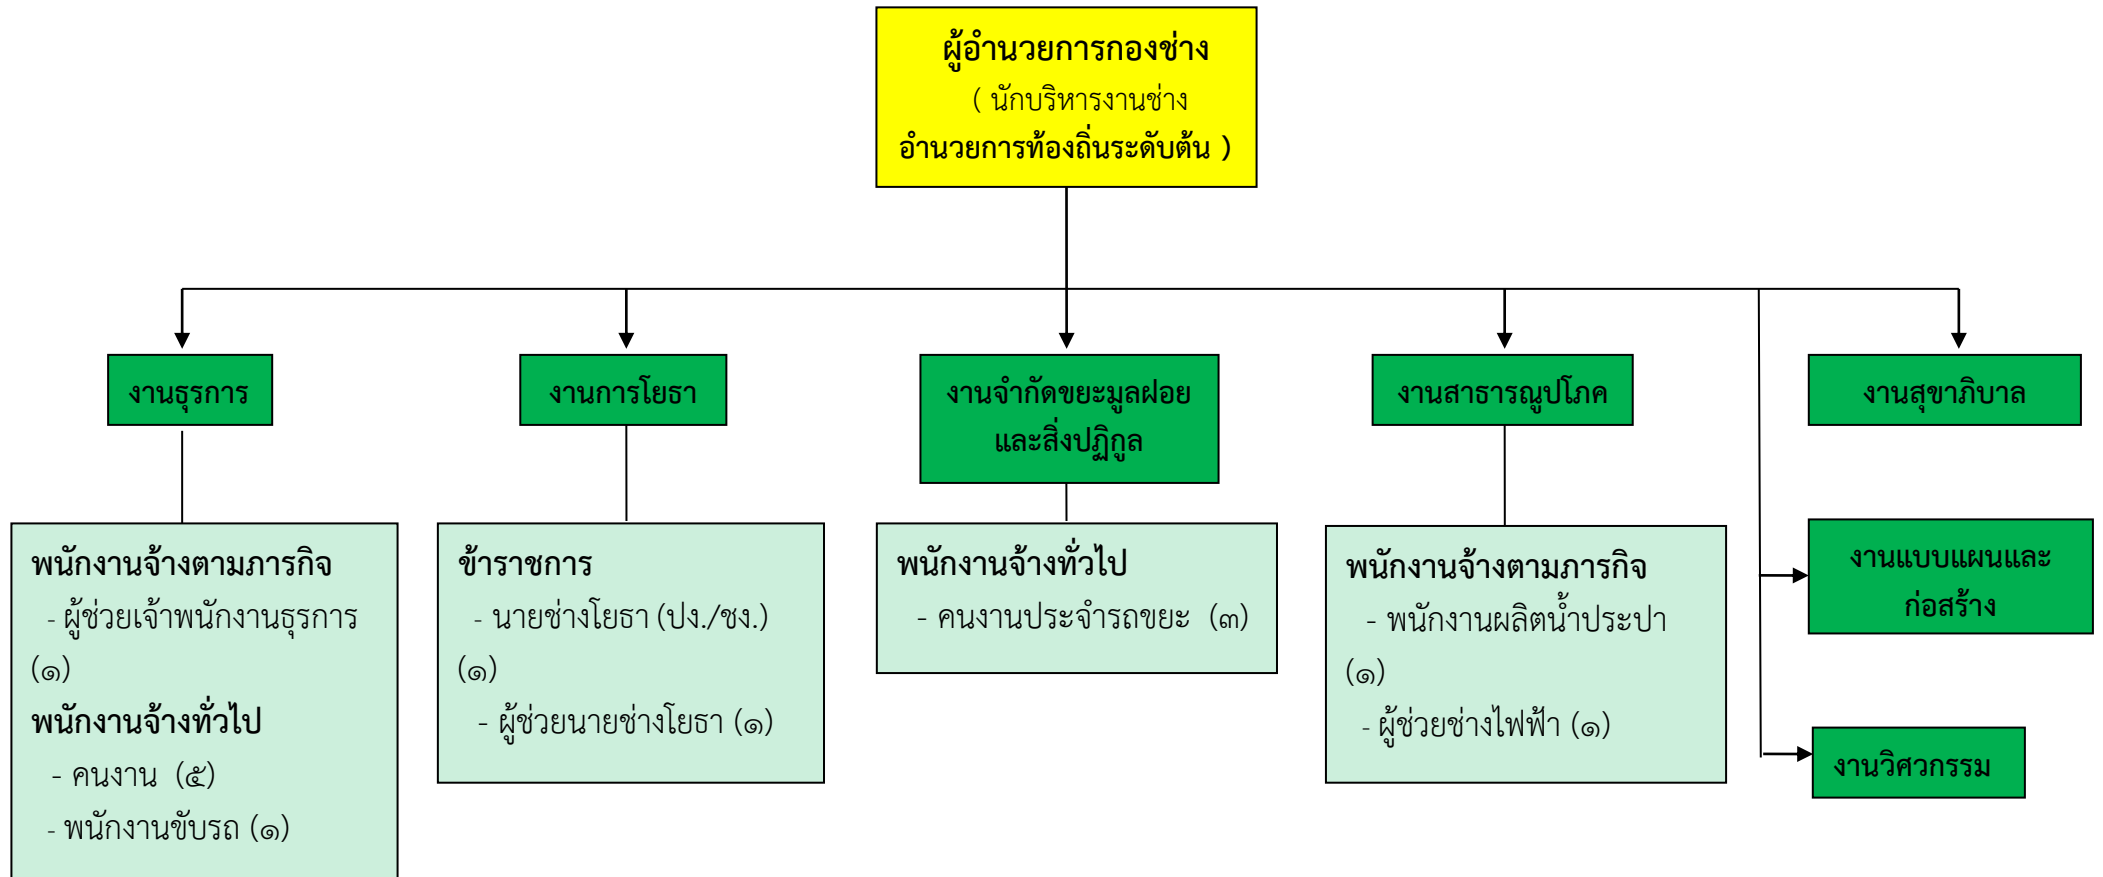 ผู้อำนวยการกองช่าง
( นักบริหารงานช่าง
อำนวยการท้องถิ่นระดับต้น )
งานธุรการ
งานการโยธา
งานจำกัดขยะมูลฝอย
และสิ่งปฏิกูล
งานสาธารณูปโภค
งานสุขาภิบาล
พนักงานจ้างตามภารกิจ
- ผู้ช่วยเจ้าพนักงานธุรการ
(๑)
พนักงานจ้างทั่วไป
- คนงาน (๕)
- พนักงานขับรถ (๑)
ข้าราชการ
- นายช่างโยธา (ปง./ชง.)
(๑)
- ผู้ช่วยนายช่างโยธา (๑)
พนักงานจ้างทั่วไป
- คนงานประจำรถขยะ (๓)
พนักงานจ้างตามภารกิจ
- พนักงานผลิตน้ำประปา
(๑)
- ผู้ช่วยช่างไฟฟ้า (๑)
งานแบบแผนและ
ก่อสร้าง
งานวิศวกรรม